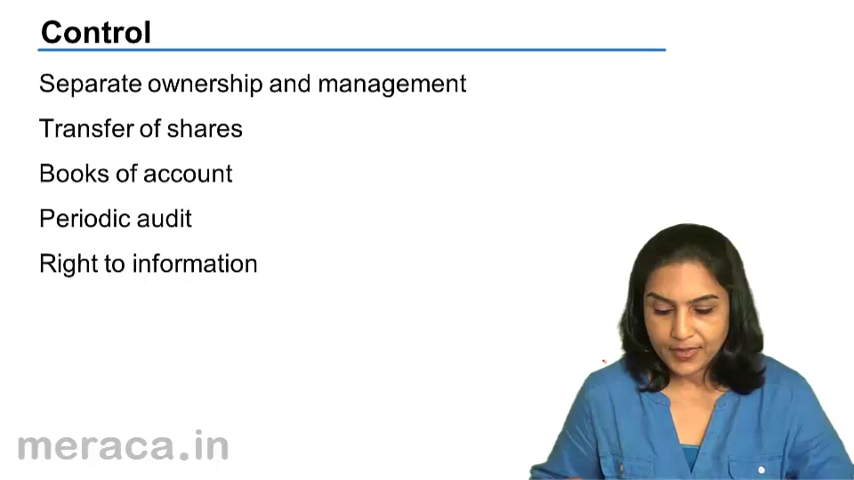 Control
Separate ownership and management
Transfer of shares
Books of account
Periodic audit
Right to information
meraca.in